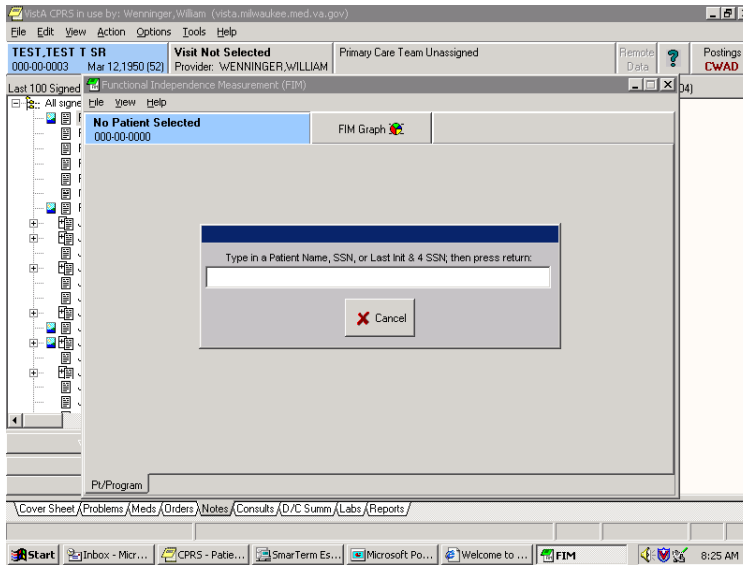 VistA CPRS in use by: Wenninger,William (vista.milwaukee.med.va.gov)
File Edit View Action Options Tools Help
TEST,TEST T SR
000-00-0003 Mar 12,1950 (52)
Visit Not Selected
Provider: WENNINGER,WILLIAM
Primary Care Team Unassigned
Remote
Data
Postings
CWAD
Last 100 Signed
04)
All signe
Functional Independence Measurement (FIM)
File View Help
No Patient Selected
000-00-0000
FIM Graph
Type in a Patient Name, SSN, or Last Init & 4 SSN; then press return:
Cancel
Pt/Program
Cover Sheet Problems Meds Orders Notes Consults D/C Summ Labs Reports
Start Inbox - Micr... CPRS - Patie... SmarTerm Es... Microsoft Po... Welcome to ... FIM 8:25 AM